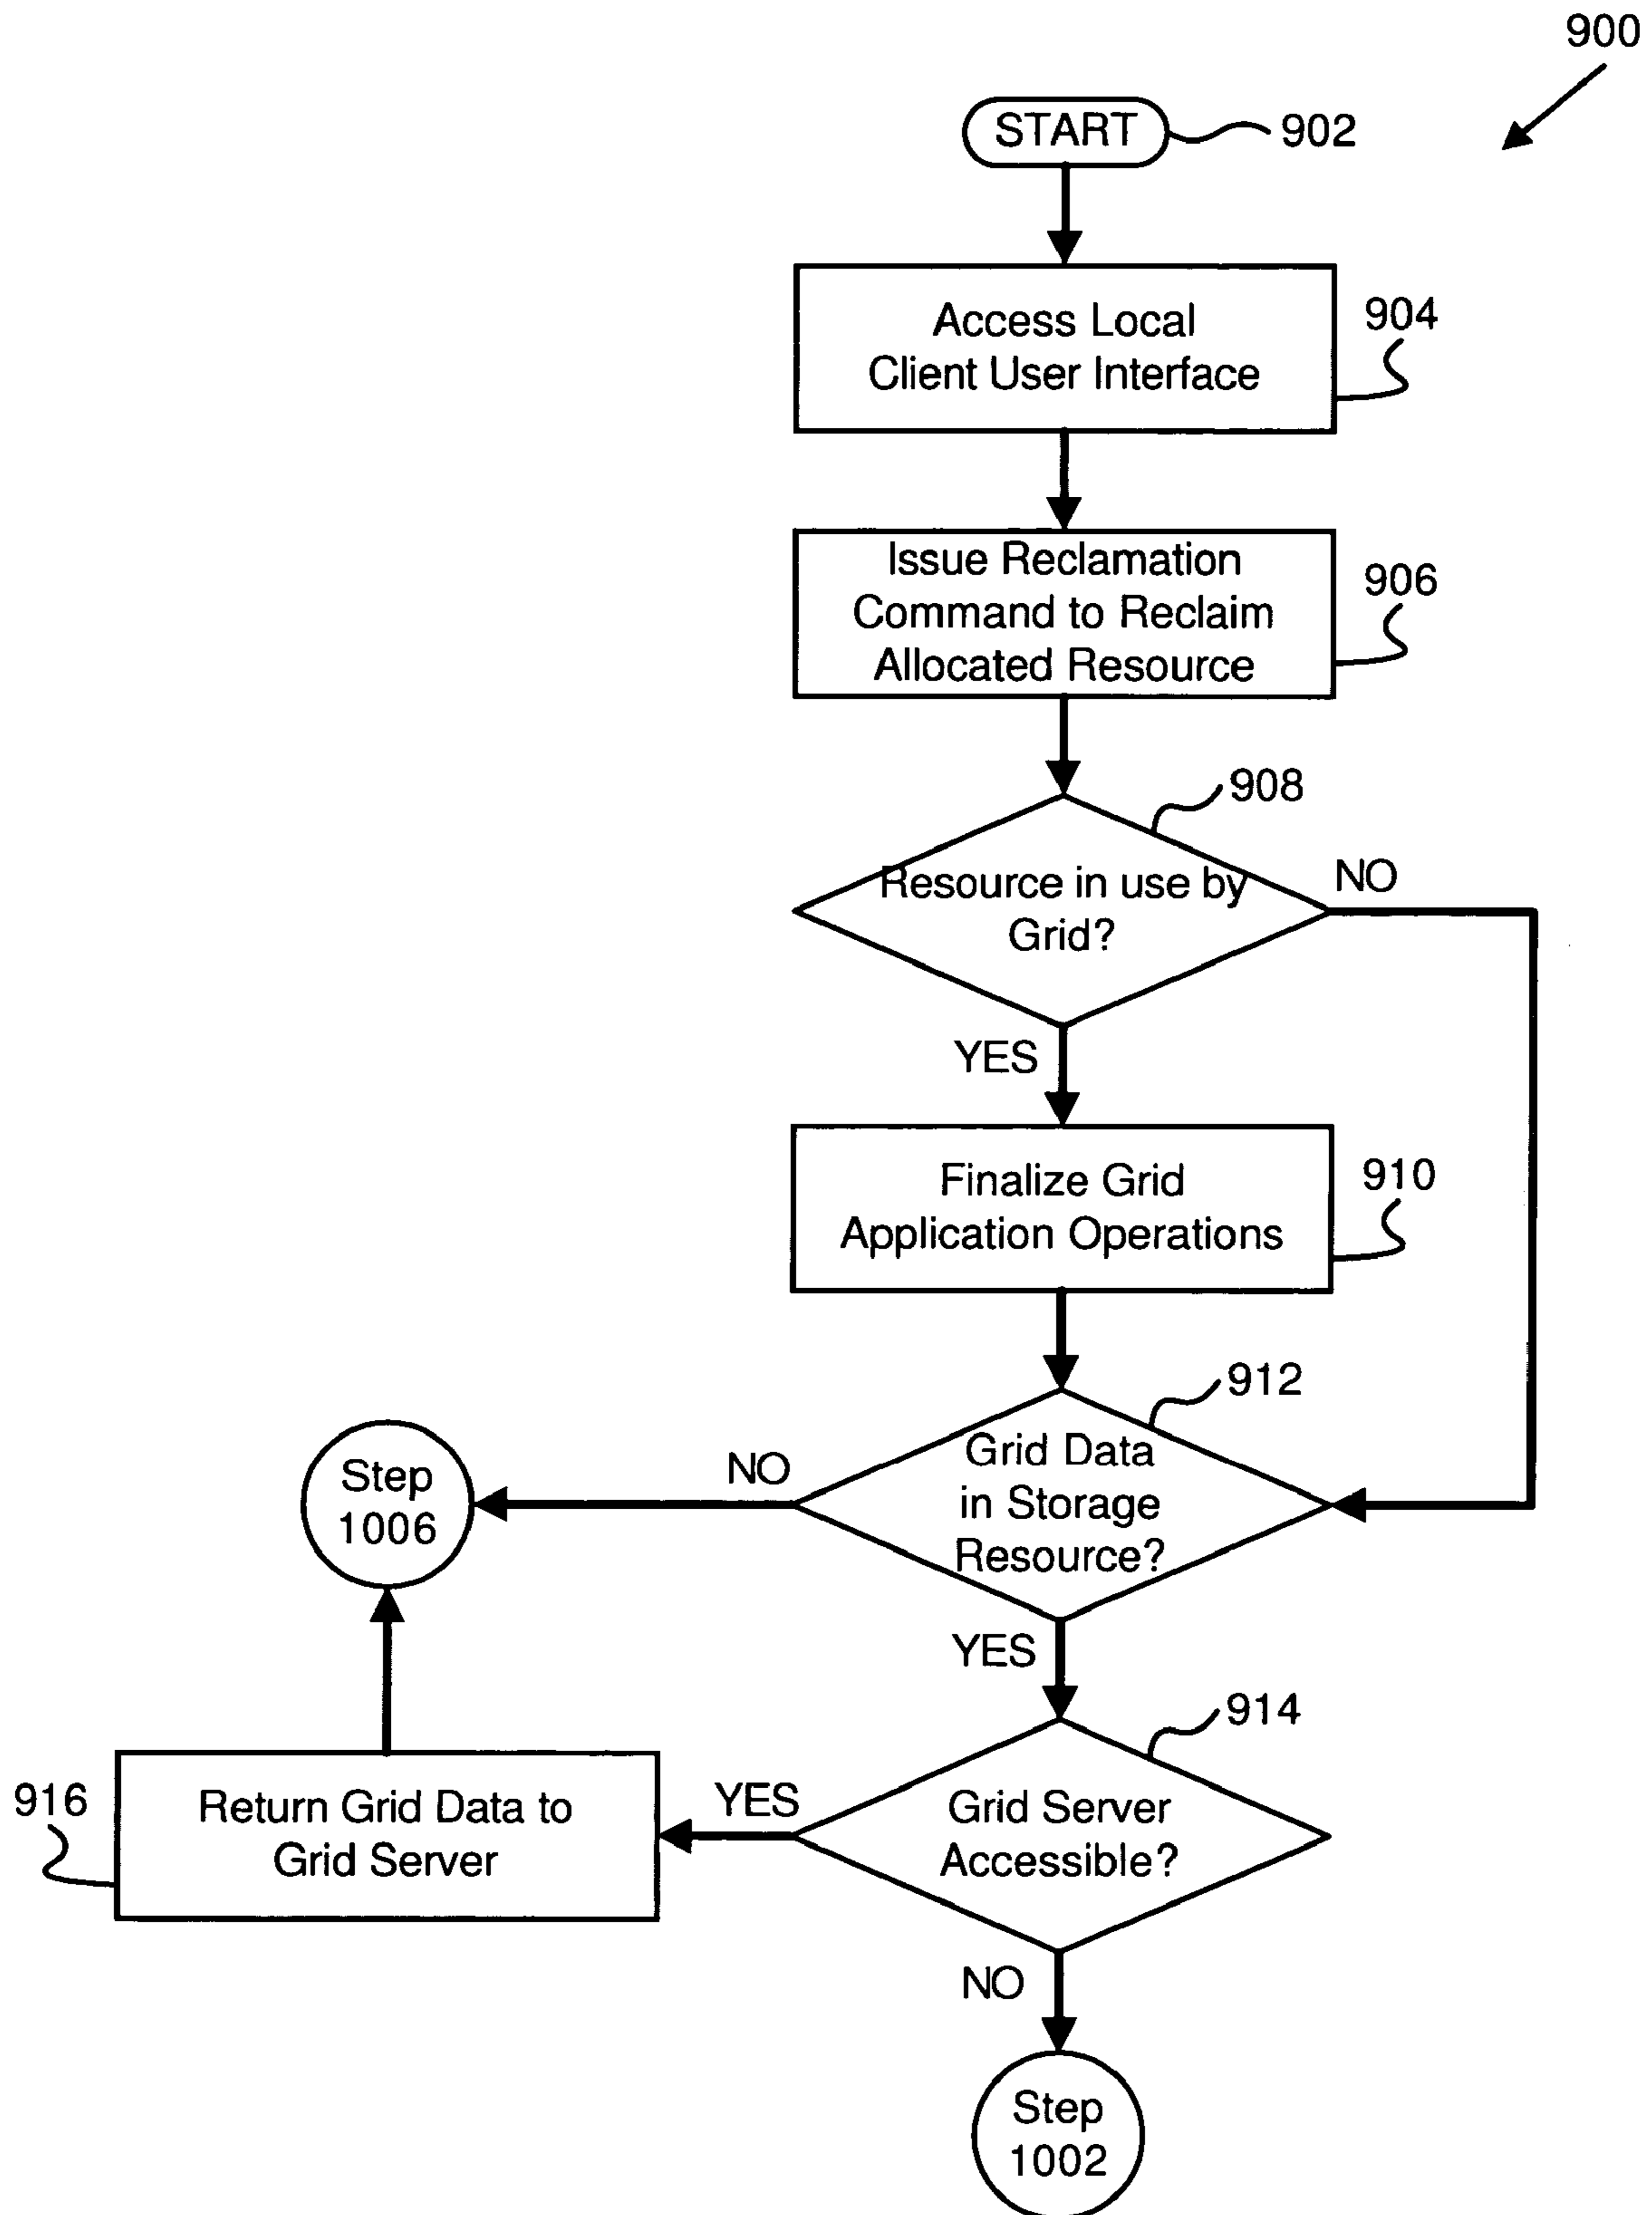 900
START
902
Access Local
Client User Interface
904
Issue Reclamation
Command to Reclaim
Allocated Resource
906
908
Resource in use by
Grid?
NO
YES
Finalize Grid
Application Operations
910
912
Grid Data
in Storage
Resource?
NO
Step
1006
YES
914
Grid Server
Accessible?
YES
916
Return Grid Data to
Grid Server
NO
Step
1002